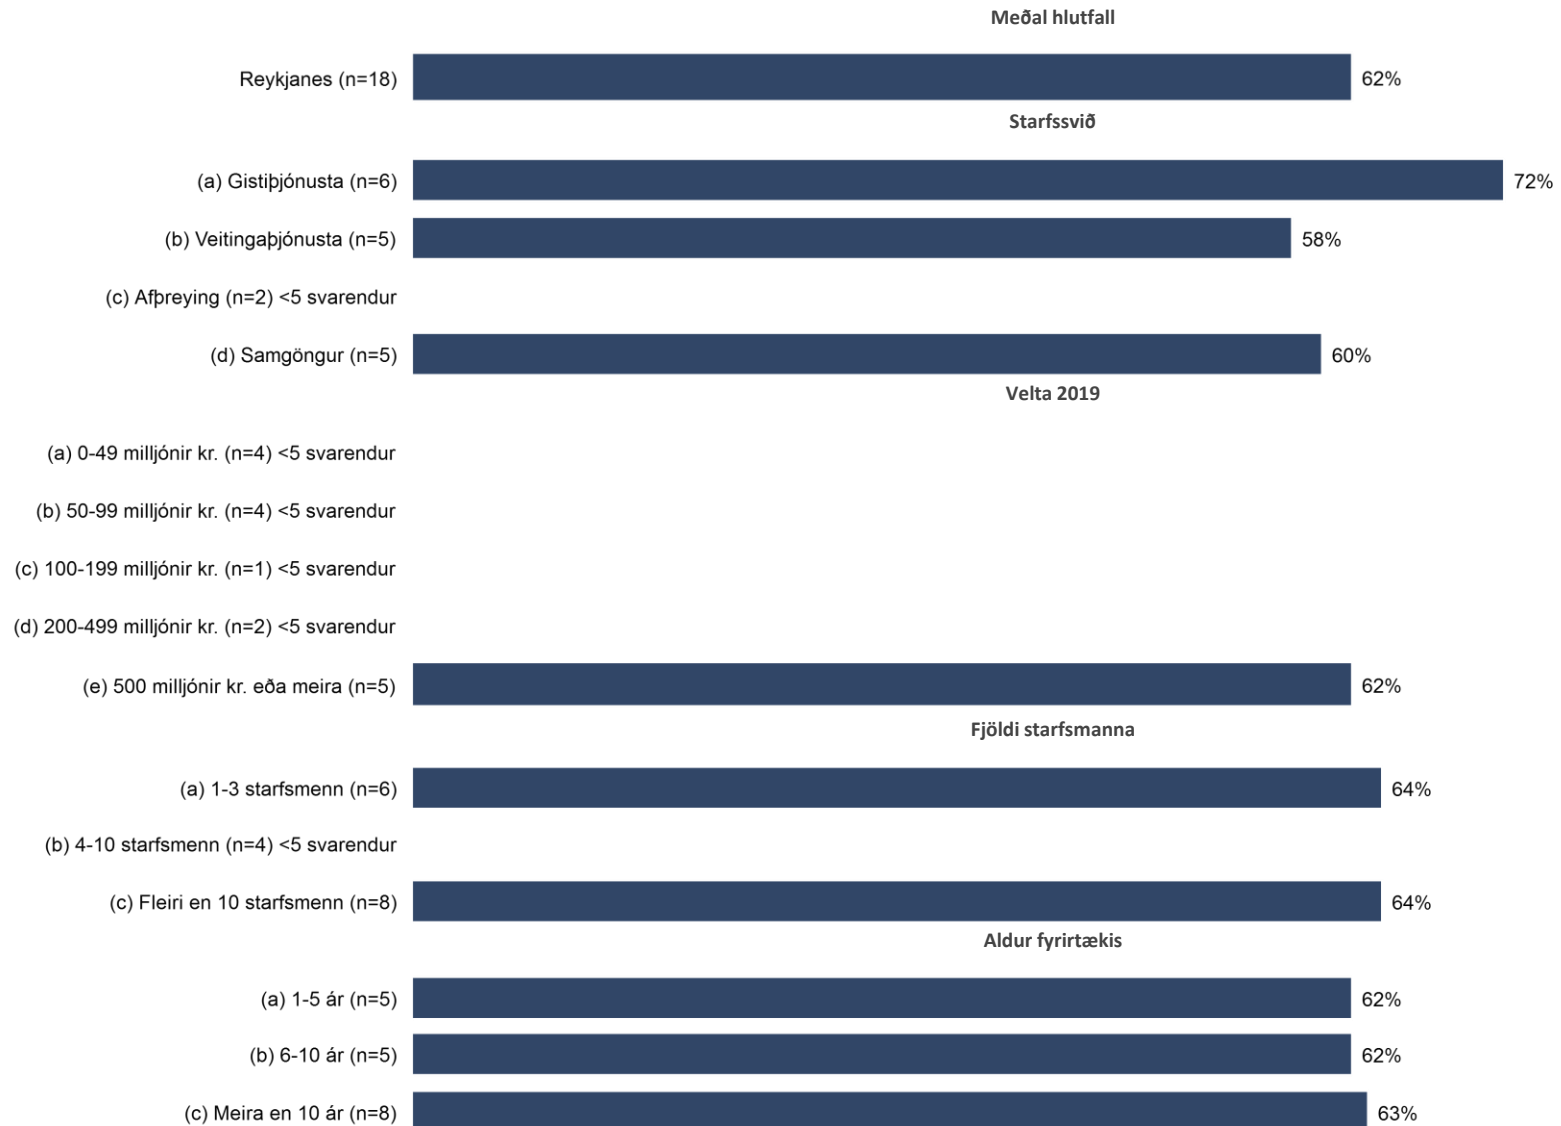 Meðal hlutfall
Reykjanes (n=18) 62%
Starfssvið
(a) Gistiþjónusta (n=6) 72%
(b) Veitingaþjónusta (n=5) 58%
(c) Afþreying (n=2) <5 svarendur
(d) Samgöngur (n=5) 60%
Velta 2019
(a) 0-49 milljónir kr. (n=4) <5 svarendur
(b) 50-99 milljónir kr. (n=4) <5 svarendur
(c) 100-199 milljónir kr. (n=1) <5 svarendur
(d) 200-499 milljónir kr. (n=2) <5 svarendur
(e) 500 milljónir kr. eða meira (n=5) 62%
Fjöldi starfsmanna
(a) 1-3 starfsmenn (n=6) 64%
(b) 4-10 starfsmenn (n=4) <5 svarendur
(c) Fleiri en 10 starfsmenn (n=8) 64%
Aldur fyrirtækis
(a) 1-5 ár (n=5) 62%
(b) 6-10 ár (n=5) 62%
(c) Meira en 10 ár (n=8) 63%